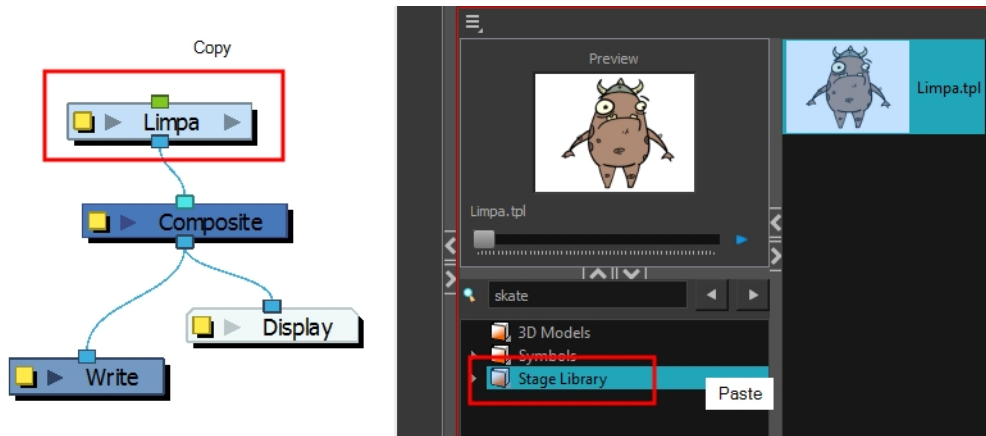 Copy
Limpa
Composite
Display
Write
Preview
Limpa.tpl
skate
3D Models
Symbols
Stage Library
Paste
Limpa.tpl